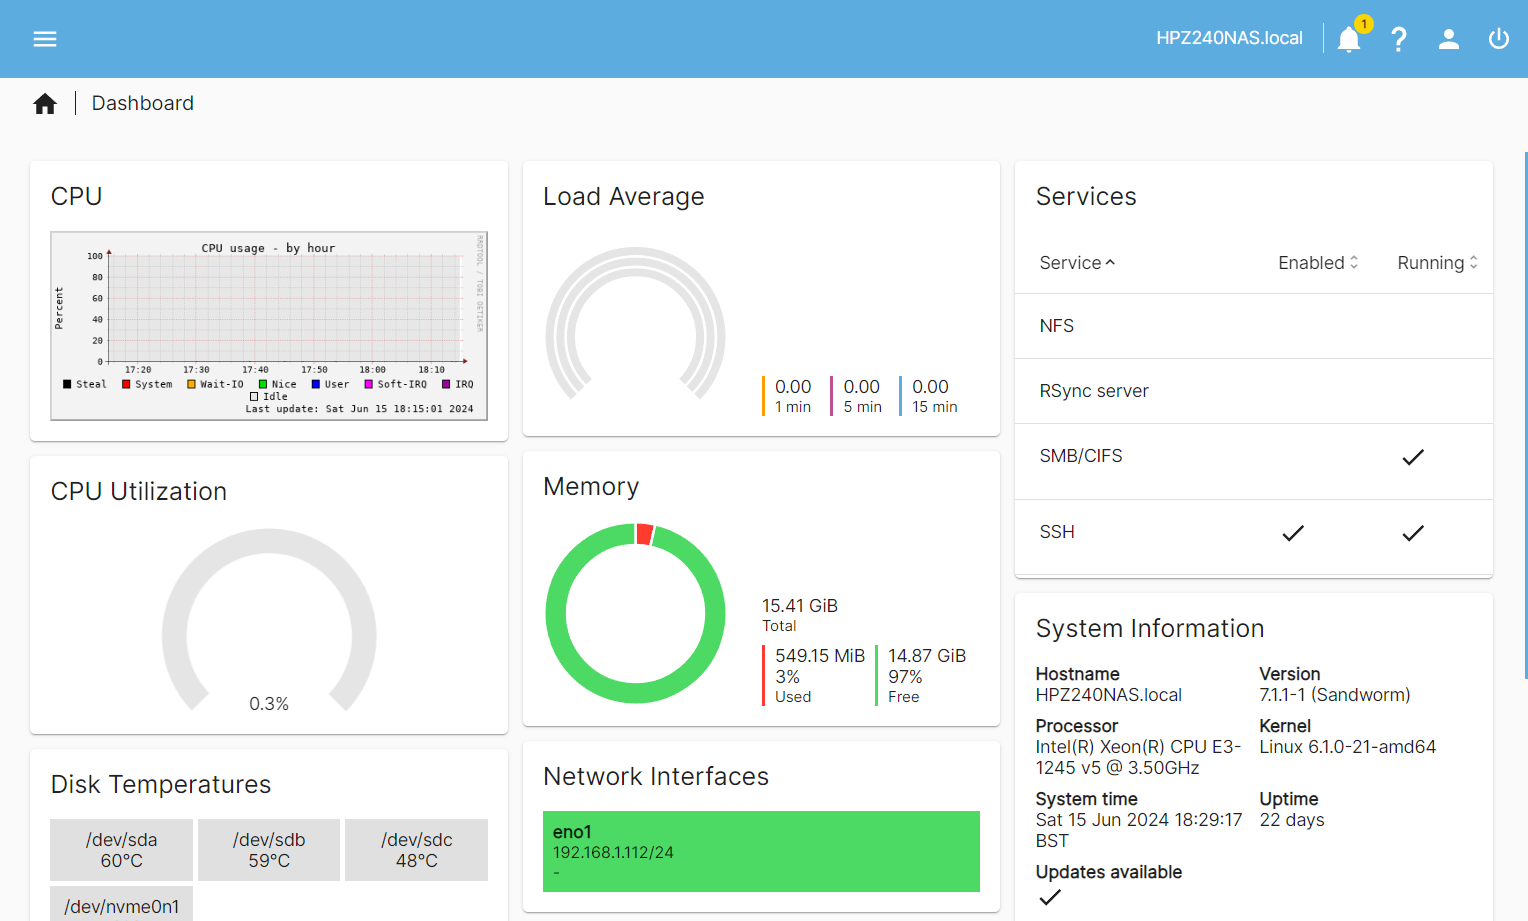 HPZ240NAS.local
1
Dashboard
CPU
CPU usage - by hour
RRDTOOL / TOBI OETIKER
Percent
100
80
60
40
20
0
17:20 17:30 17:40 17:50 18:00 18:10
Steal System Wait-IO Nice User Soft-IRQ IRQ
Idle
Last update: Sat Jun 15 18:15:01 2024
CPU Utilization
0.3%
Disk Temperatures
/dev/sda
60°C
/dev/sdb
59°C
/dev/sdc
48°C
/dev/nvme0n1
Load Average
0.00
1 min
0.00
5 min
0.00
15 min
Memory
15.41 GiB
Total
549.15 MiB
3%
Used
14.87 GiB
97%
Free
Network Interfaces
eno1
192.168.1.112/24
-
Services
Service Enabled Running
NFS
RSync server
SMB/CIFS
SSH
System Information
Hostname
HPZ240NAS.local
Version
7.1.1-1 (Sandworm)
Processor
Intel(R) Xeon(R) CPU E3-
1245 v5 @ 3.50GHz
Kernel
Linux 6.1.0-21-amd64
System time
Sat 15 Jun 2024 18:29:17
BST
Uptime
22 days
Updates available